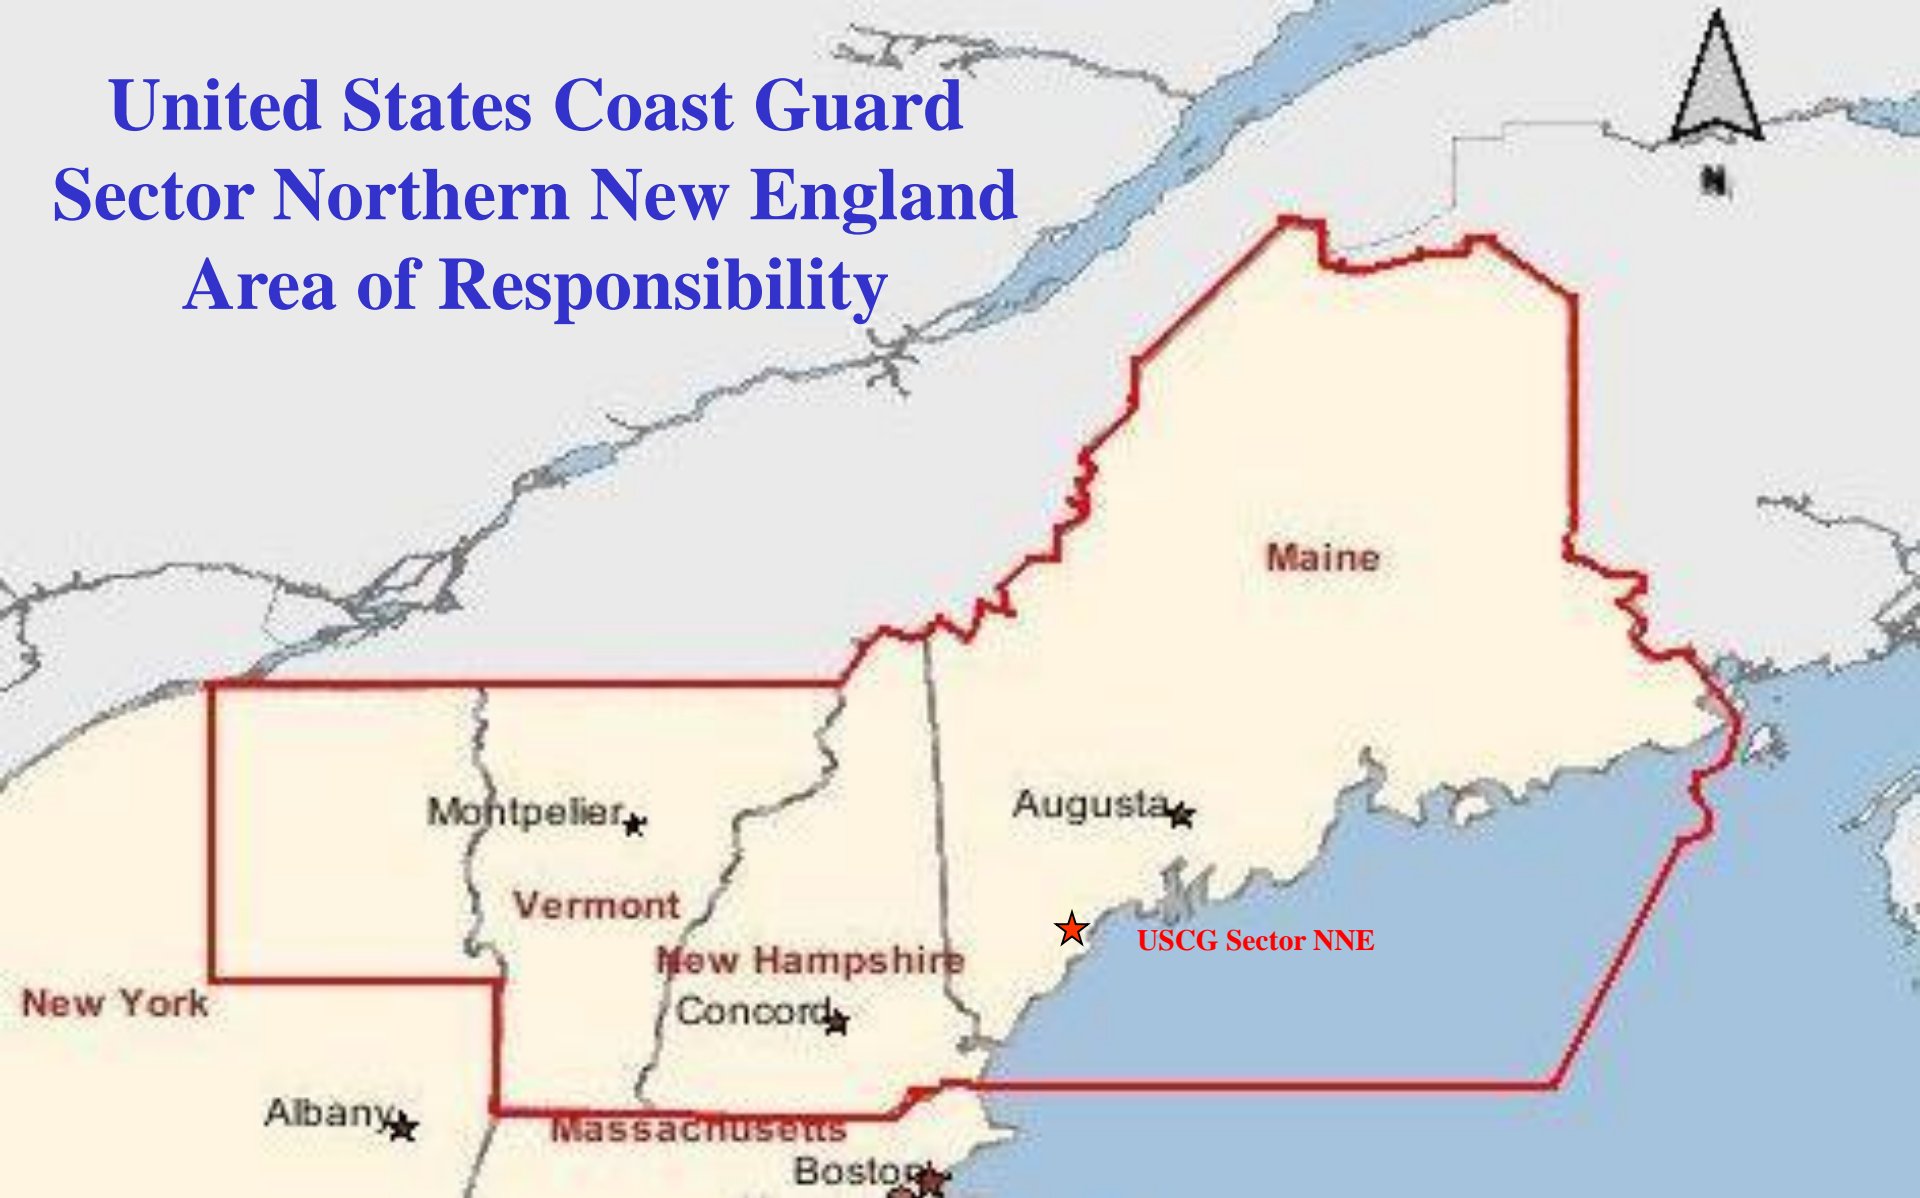 United States Coast Guard
Sector Northern New England
Area of Responsibility
N
Maine
Augusta
Montpelier
Vermont
USCG Sector NNE
New Hampshire
New York
Concord
Albany
Massachusetts
Boston